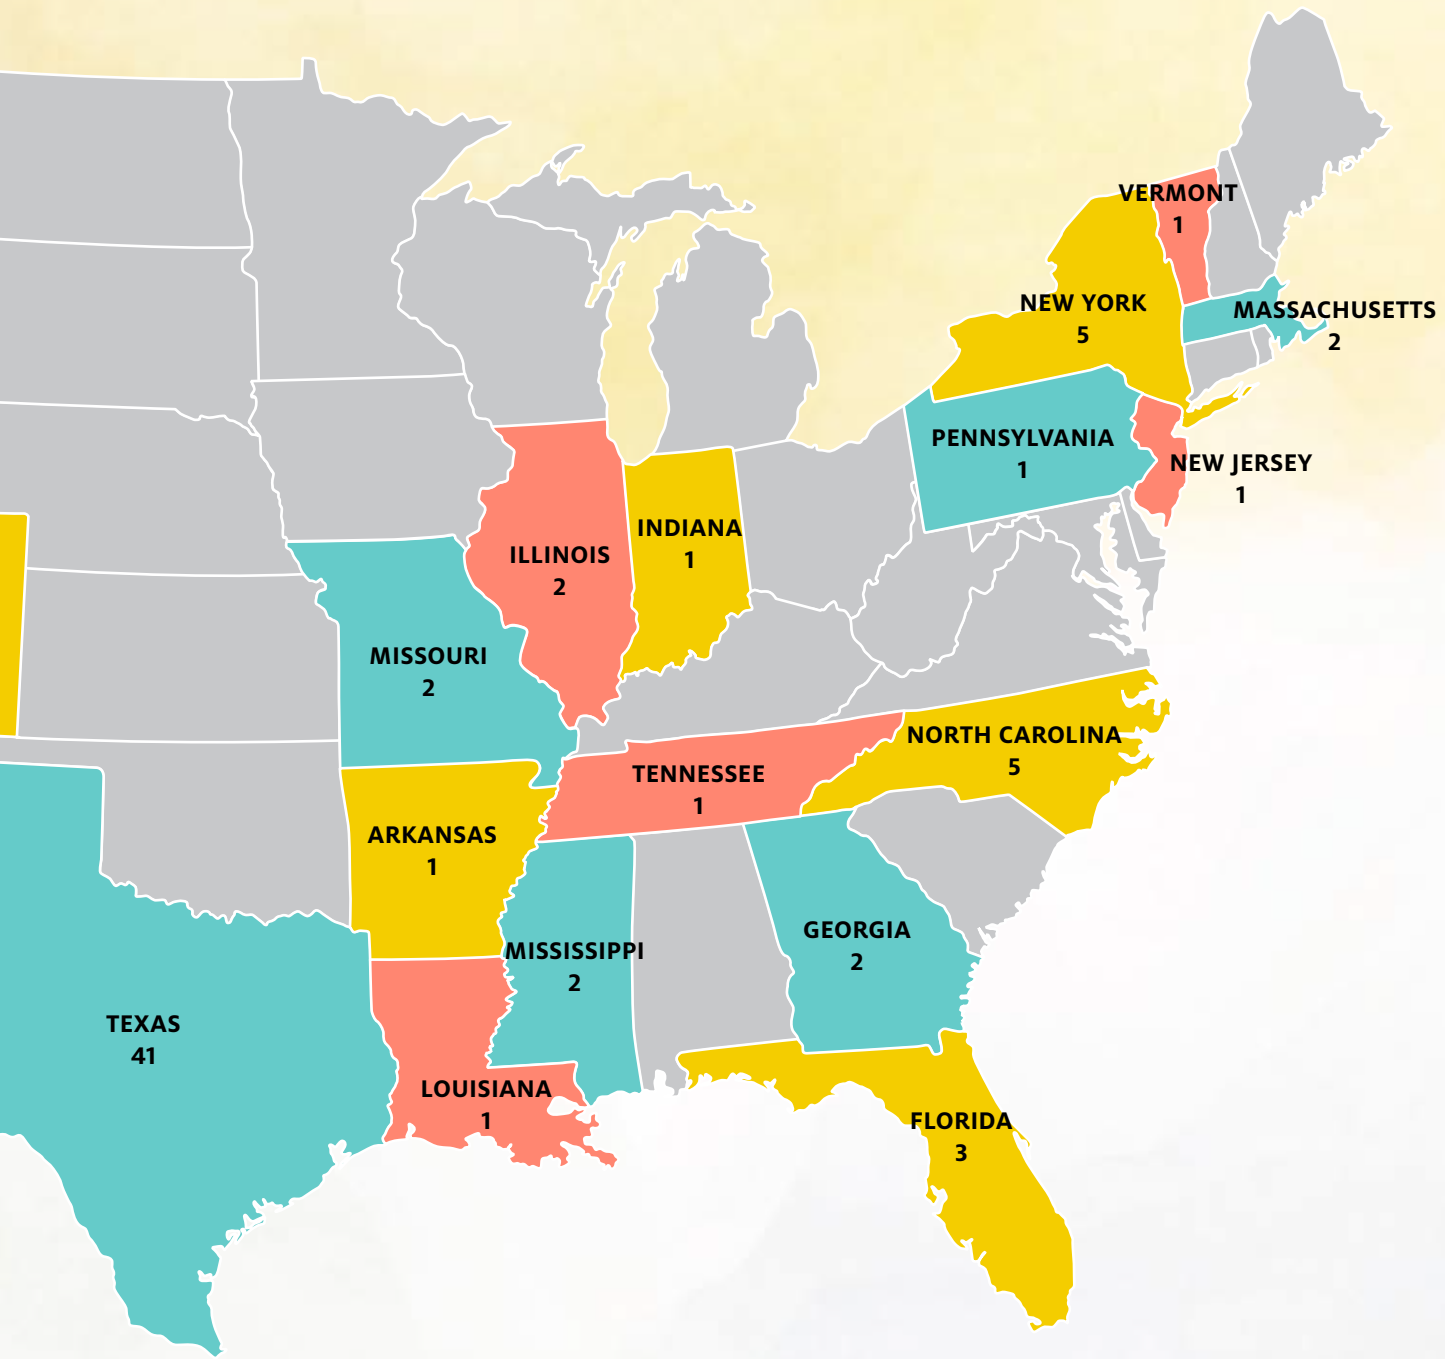 VERMONT
1
NEW YORK
5
MASSACHUSETTS
2
PENNSYLVANIA
1
NEW JERSEY
1
INDIANA
1
ILLINOIS
2
MISSOURI
2
NORTH CAROLINA
5
TENNESSEE
1
ARKANSAS
1
GEORGIA
2
MISSISSIPPI
2
TEXAS
41
LOUISIANA
1
FLORIDA
3